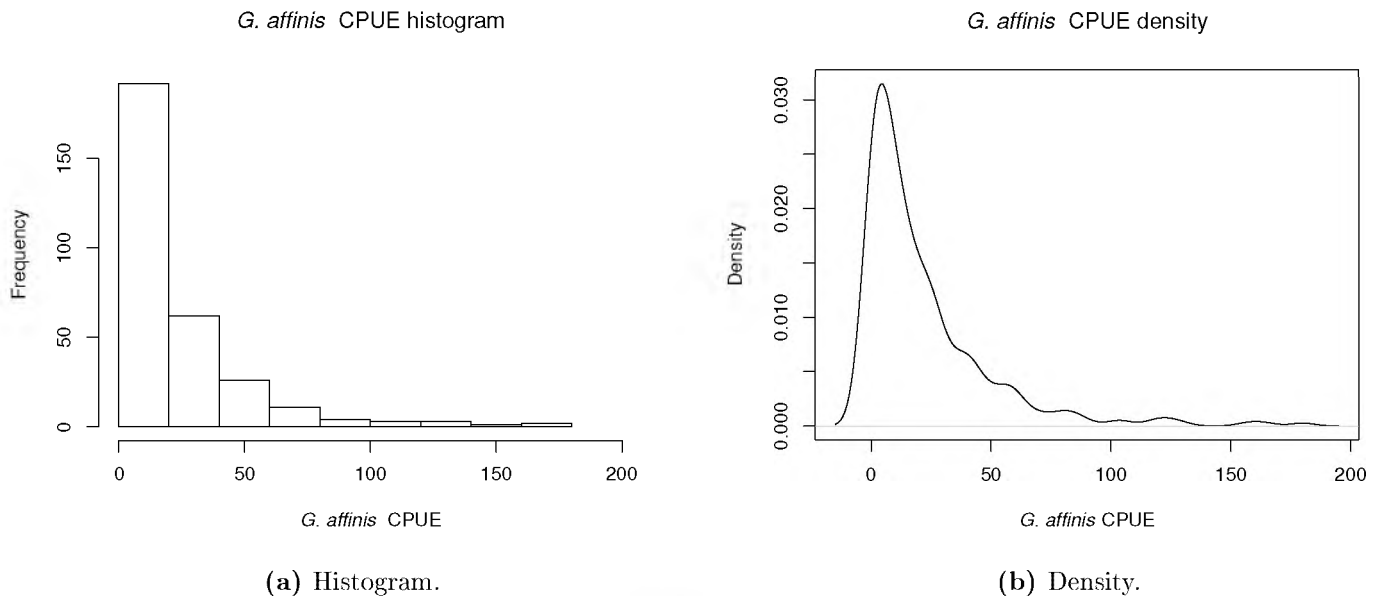 G. affinis CPUE histogram
Frequency
150
100
50
0
0 50 100 150 200
G. affinis CPUE
(a) Histogram.
G. affinis CPUE density
Density
0.030
0.020
0.010
0.000
0 50 100 150 200
G. affinis CPUE
(b) Density.